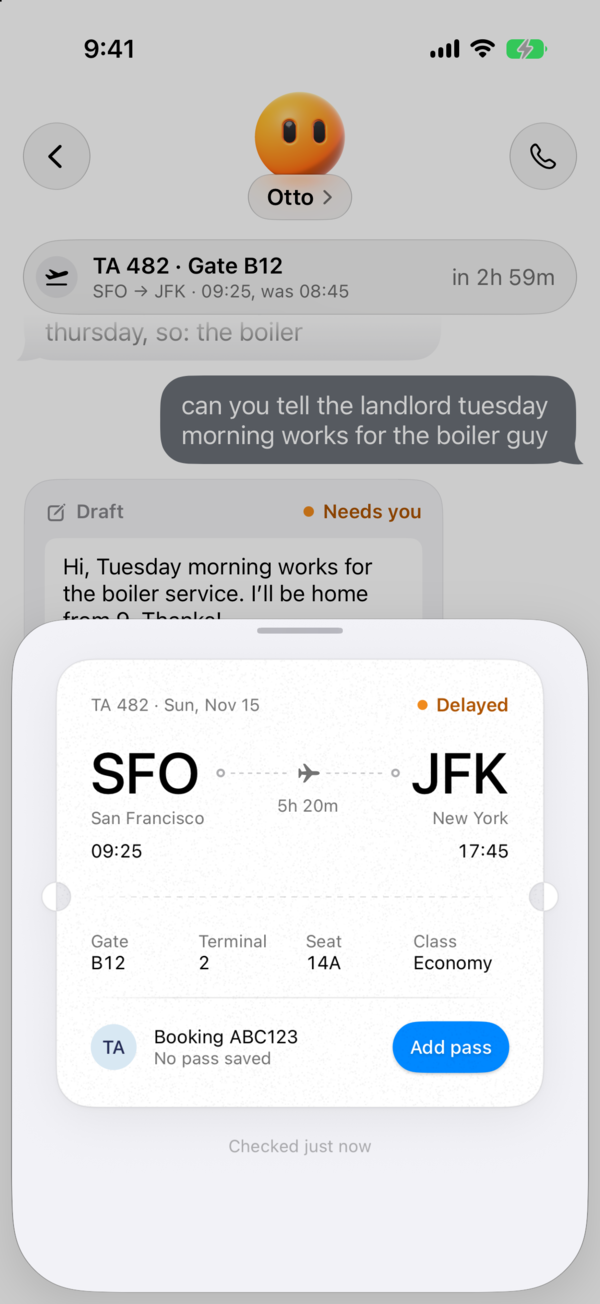 9:41
Otto
TA 482 · Gate B12
SFO → JFK · 09:25, was 08:45
in 2h 59m
thursday, so: the boiler
can you tell the landlord tuesday
morning works for the boiler guy
Draft
Needs you
Hi, Tuesday morning works for
the boiler service. I’ll be home
from 9. Thanks!
TA 482 · Sun, Nov 15
Delayed
SFO
JFK
5h 20m
San Francisco
New York
09:25
17:45
Gate
Terminal
Seat
Class
B12
2
14A
Economy
TA
Booking ABC123
No pass saved
Add pass
Checked just now